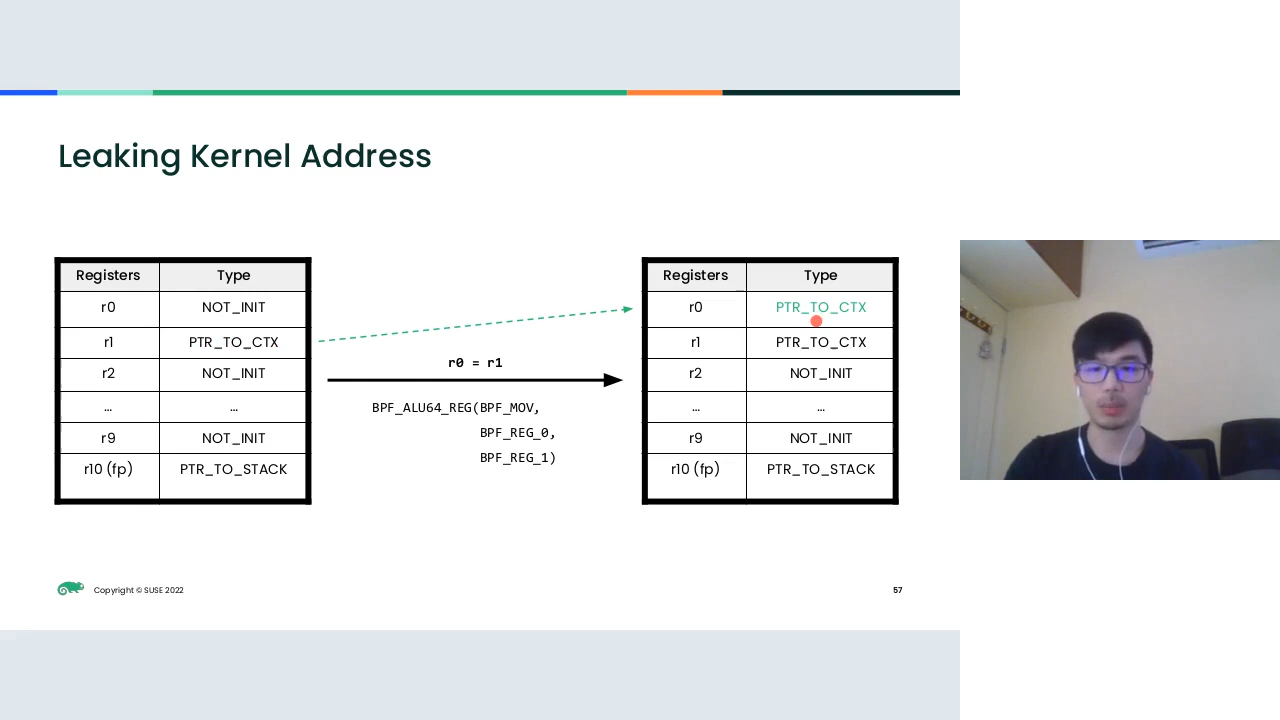 Leaking Kernel Address
Registers Type
r0 NOT_INIT
r1 PTR_TO_CTX
r2 NOT_INIT
... ...
r9 NOT_INIT
r10 (fp) PTR_TO_STACK
r0 = r1
BPF_ALU64_REG(BPF_MOV,
BPF_REG_0,
BPF_REG_1)
Registers Type
r0 PTR_TO_CTX
r1 PTR_TO_CTX
r2 NOT_INIT
... ...
r9 NOT_INIT
r10 (fp) PTR_TO_STACK
Copyright © SUSE 2022
57